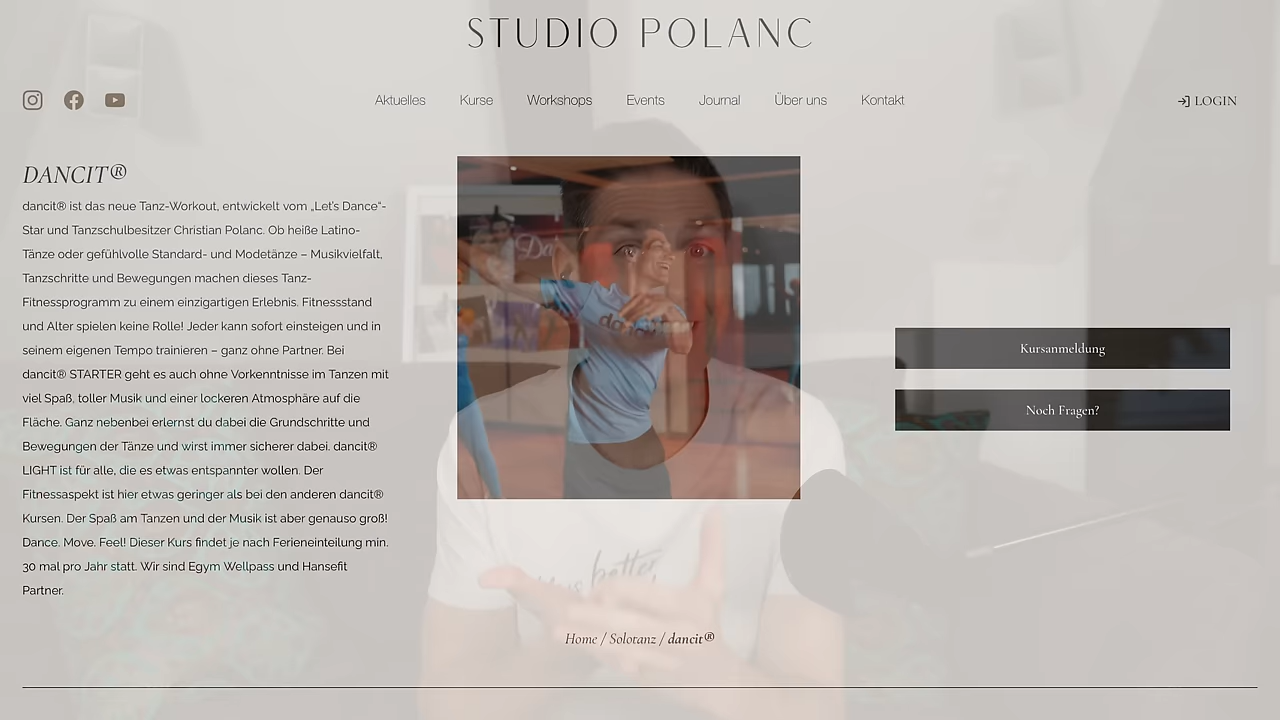 STUDIO POLANC
Aktuelles Kurse Workshops Events Journal Über uns Kontakt
LOGIN
DANCIT®
dancit® ist das neue Tanz-Workout, entwickelt vom „Let's Dance“-
Star und Tanzschulbesitzer Christian Polanc. Ob heiße Latino-
Tänze oder gefühlvolle Standard- und Modetänze – Musikvielfalt,
Tanzschritte und Bewegungen machen dieses Tanz-
Fitnessprogramm zu einem einzigartigen Erlebnis. Fitnessstand
und Alter spielen keine Rolle! Jeder kann sofort einsteigen und in
seinem eigenen Tempo trainieren – ganz ohne Partner. Bei
dancit® STARTER geht es auch ohne Vorkenntnisse im Tanzen mit
viel Spaß, toller Musik und einer lockeren Atmosphäre auf die
Fläche. Ganz nebenbei erlernst du dabei die Grundschritte und
Bewegungen der Tänze und wirst immer sicherer dabei. dancit®
LIGHT ist für alle, die es etwas entspannter wollen. Der
Fitnessaspekt ist hier etwas geringer als bei den anderen dancit®
Kursen. Der Spaß am Tanzen und der Musik ist aber genauso groß!
Dance. Move. Feel! Dieser Kurs findet je nach Ferieneinteilung min.
30 mal pro Jahr statt. Wir sind Egym Wellpass und Hansefit
Partner.
Kursanmeldung
Noch Fragen?
better
Home / Solotanz / dancit®